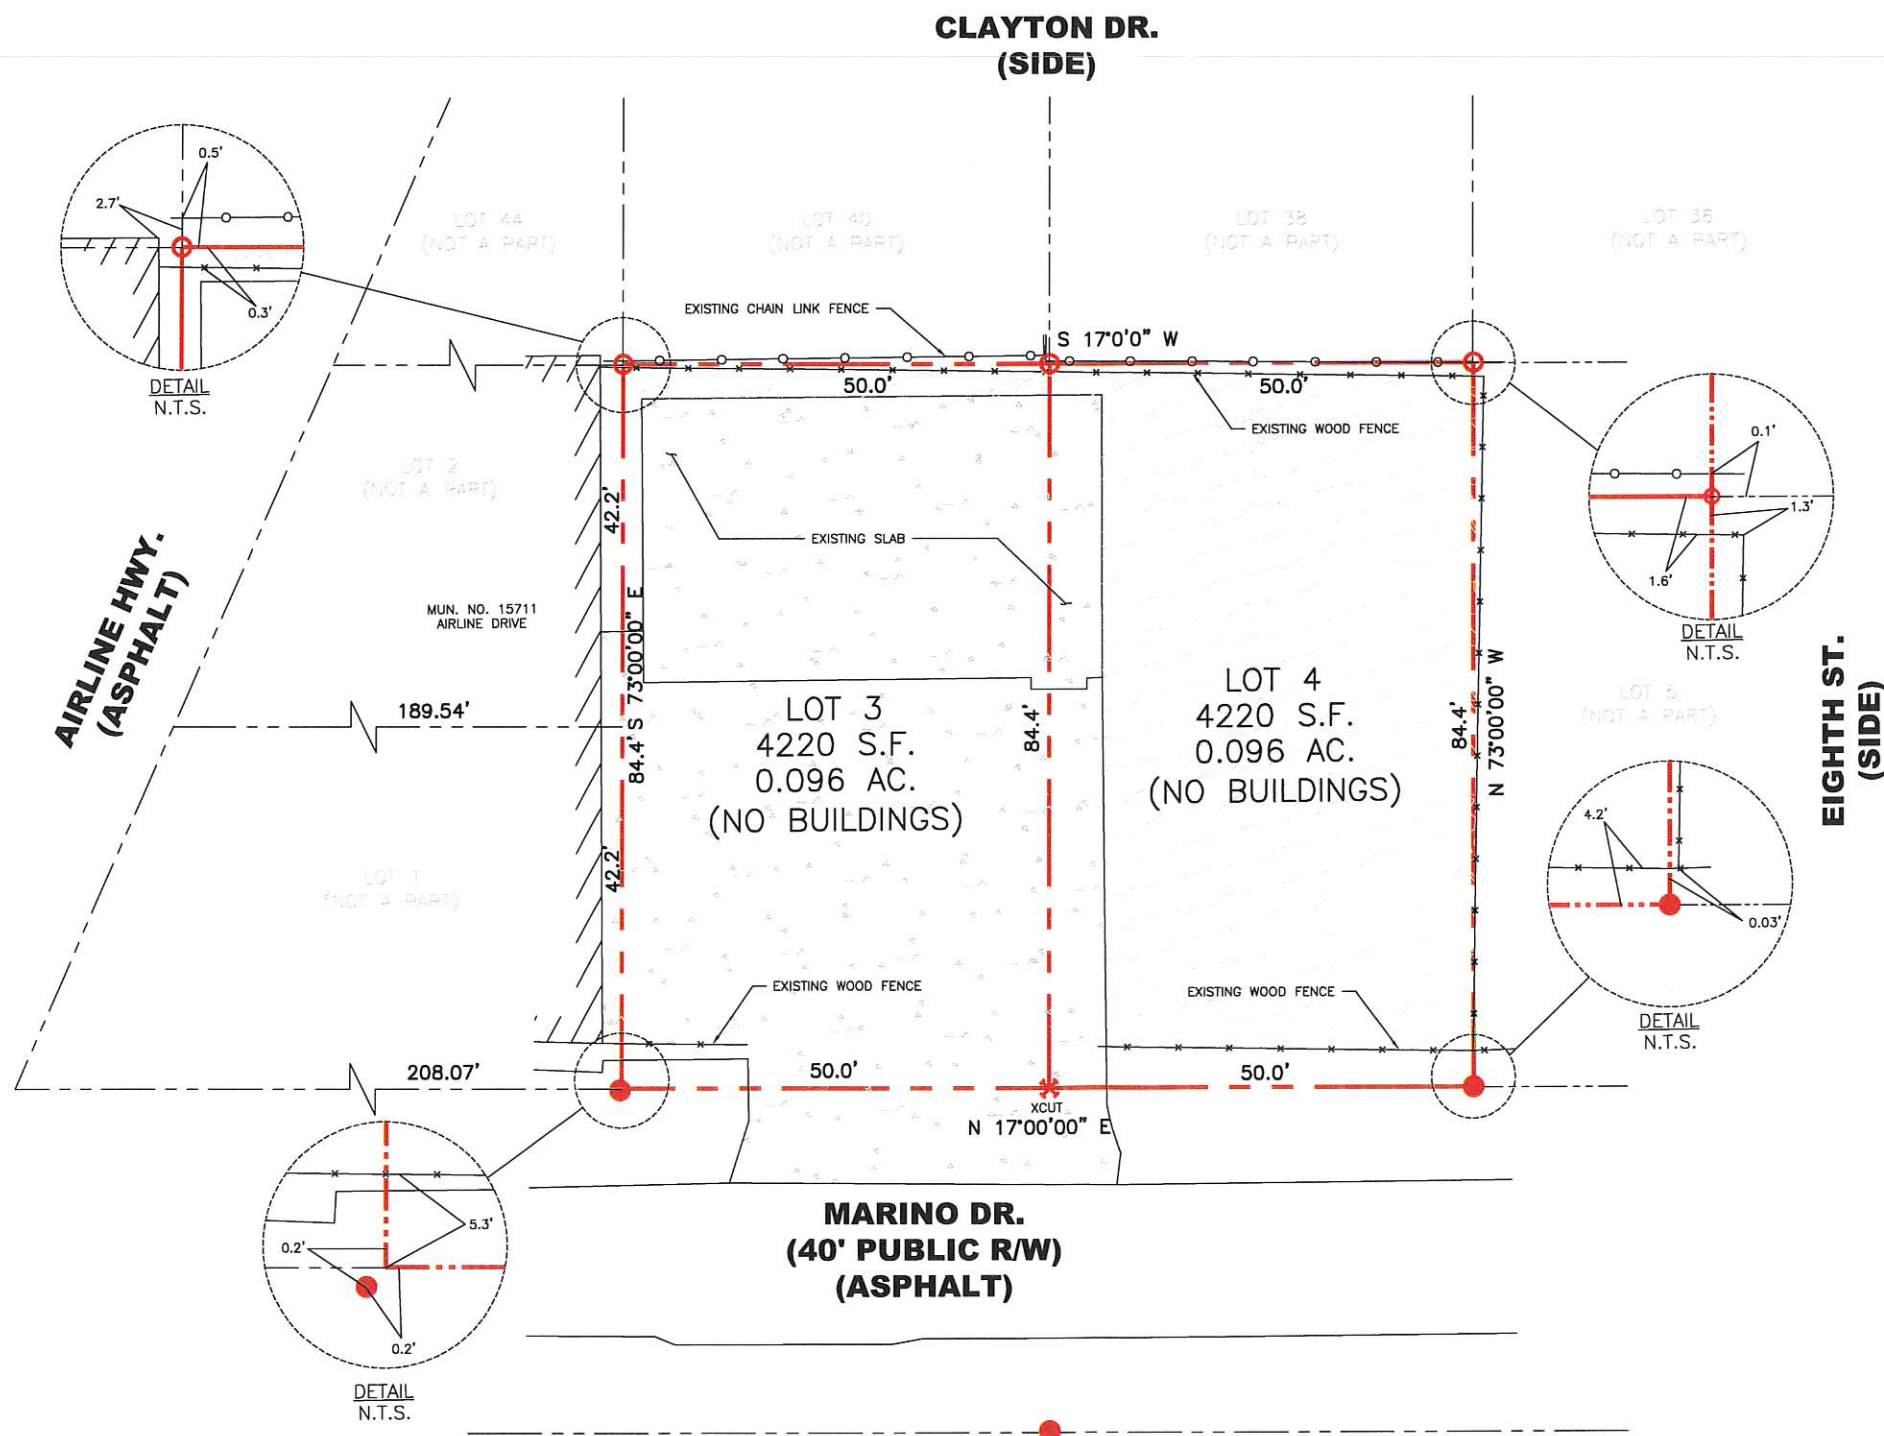 CLAYTON DR.
(SIDE)
0.5'
2.7'
0.3'
DETAIL
N.T.S.
LOT 44
(NOT A PART)
LOT 40
(NOT A PART)
LOT 38
(NOT A PART)
LOT 36
(NOT A PART)
EXISTING CHAIN LINK FENCE
S 17°0'0" W
50.0'
50.0'
EXISTING WOOD FENCE
0.1'
1.3'
1.6'
DETAIL
N.T.S.
LOT 2
(NOT A PART)
42.2'
EXISTING SLAB
AIRLINE HWY.
(ASPHALT)
MUN. NO. 15711
AIRLINE DRIVE
84.4' S 73°00'00" E
189.54'
LOT 3
4220 S.F.
0.096 AC.
(NO BUILDINGS)
84.4'
LOT 4
4220 S.F.
0.096 AC.
(NO BUILDINGS)
84.4'
N 73°00'00" W
LOT 5
(NOT A PART)
EIGHTH ST.
(SIDE)
LOT 1
(NOT A PART)
42.2'
4.2'
0.03'
DETAIL
N.T.S.
EXISTING WOOD FENCE
EXISTING WOOD FENCE
208.07'
50.0'
50.0'
XCUT
N 17°00'00" E
5.3'
0.2'
0.2'
DETAIL
N.T.S.
MARINO DR.
(40' PUBLIC R/W)
(ASPHALT)